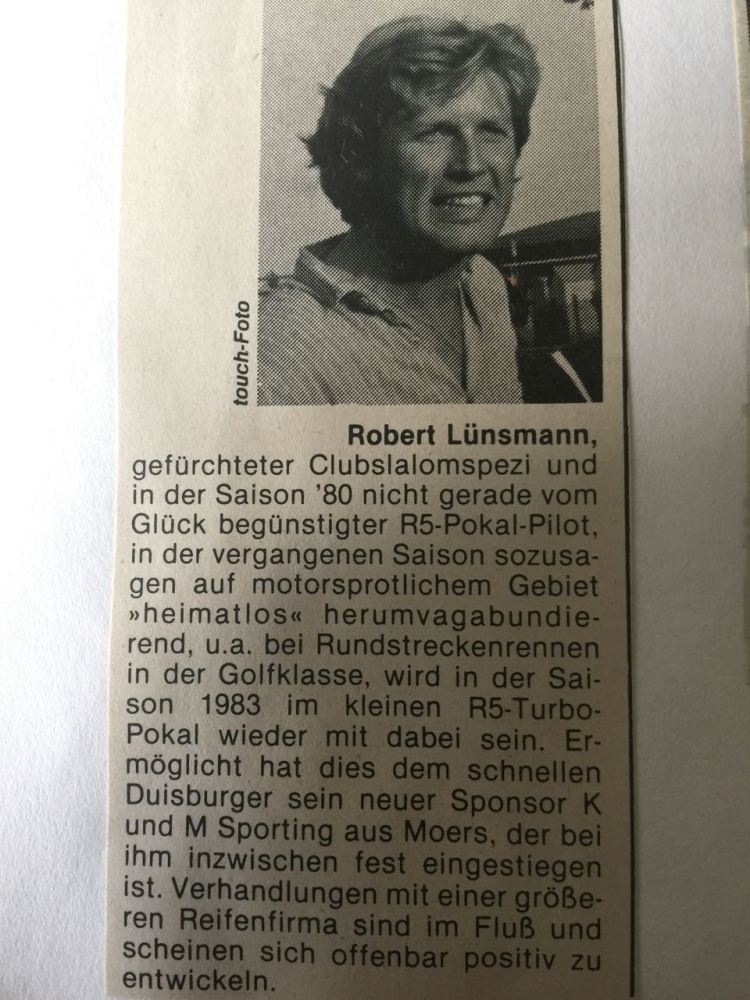 touch-Foto
Robert Lünsmann,
gefürchteter Clubslalomspezi und
in der Saison '80 nicht gerade vom
Glück begünstigter R5-Pokal-Pilot,
in der vergangenen Saison sozusa-
gen auf motorsprotlichem Gebiet
»heimatlos« herumvagabundie-
rend, u.a. bei Rundstreckenrennen
in der Golfklasse, wird in der Sai-
son 1983 im kleinen R5-Turbo-
Pokal wieder mit dabei sein. Er-
möglicht hat dies dem schnellen
Duisburger sein neuer Sponsor K
und M Sporting aus Moers, der bei
ihm inzwischen fest eingestiegen
ist. Verhandlungen mit einer größe-
ren Reifenfirma sind im Fluß und
scheinen sich offenbar positiv zu
entwickeln.